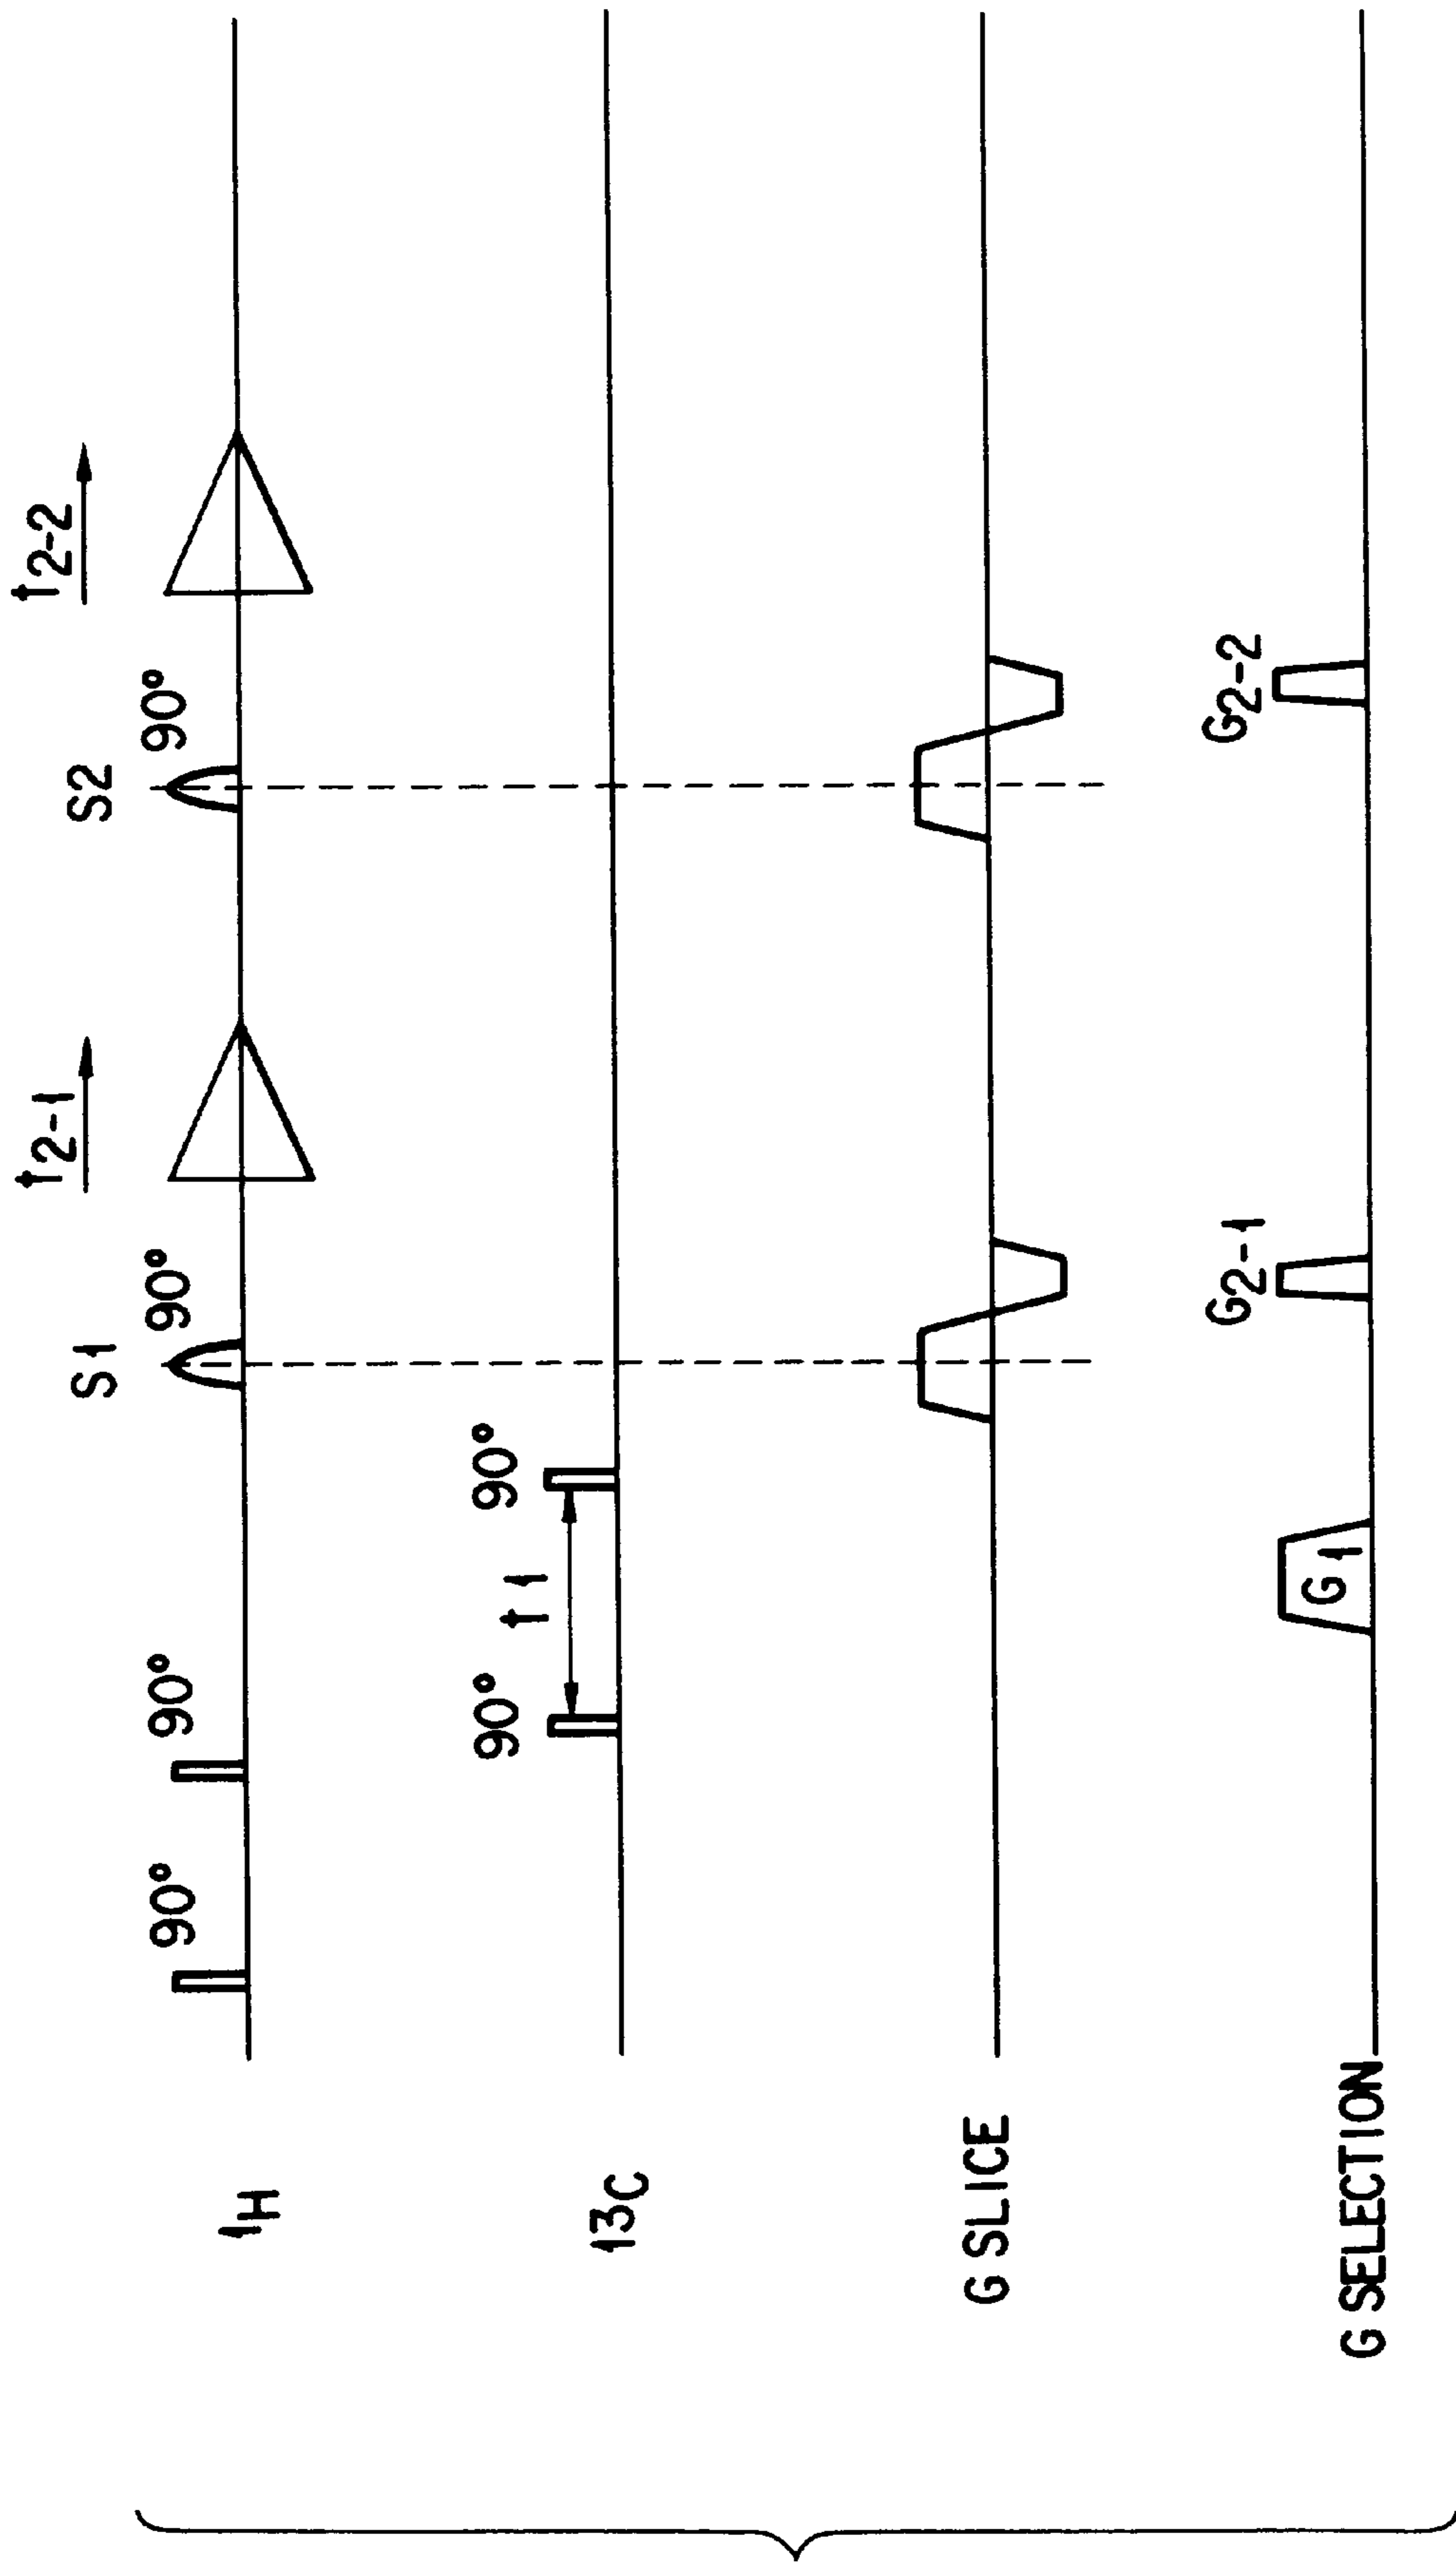 t2-1 t2-2
S1 S2
90° 90° 90° 90°
1H
90° 90°
t1
13C
G SLICE
G2-1 G2-2
G1
G SELECTION